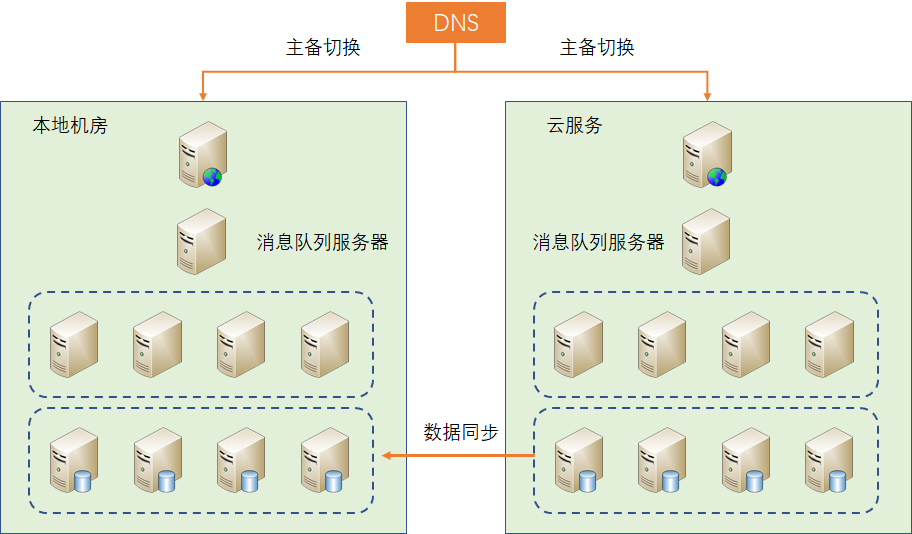 DNS
主备切换
主备切换
本地机房
云服务
消息队列服务器
消息队列服务器
数据同步